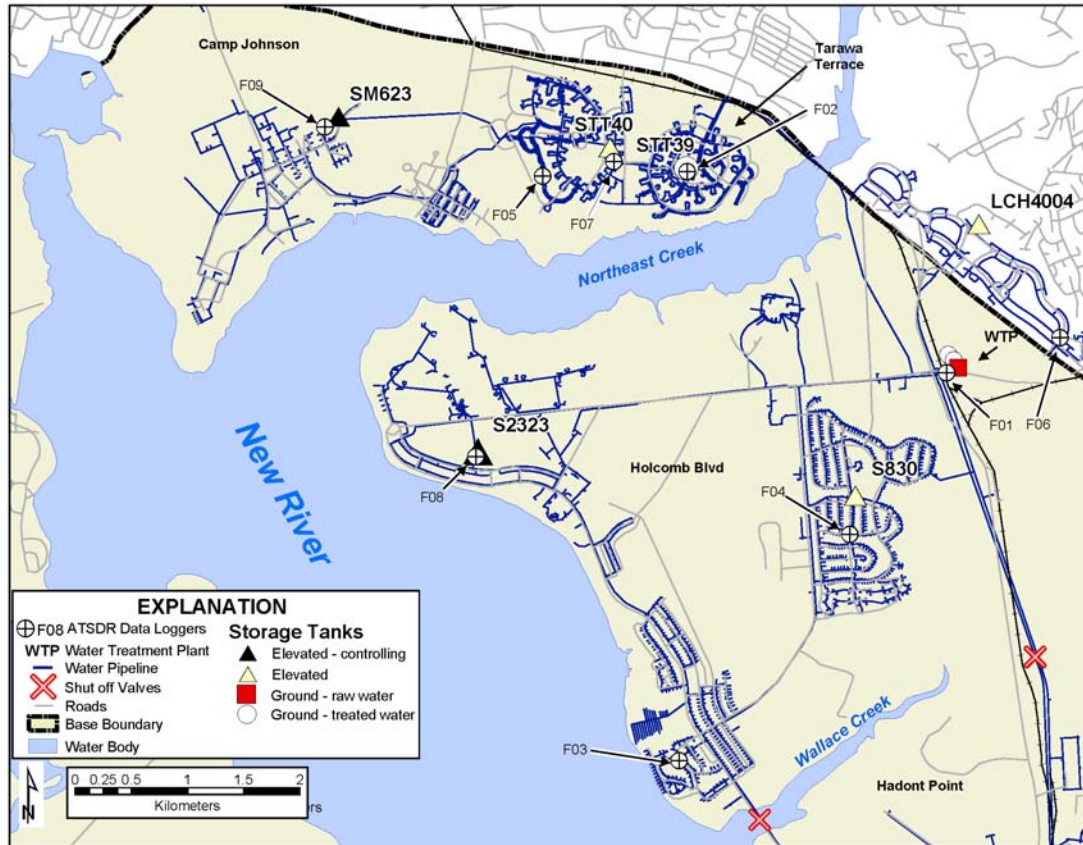 Camp Johnson
Tarawa
Terrace
F09
SM623
F02
STT40
STT39
LCH4004
F05
F07
Northeast Creek
WTP
New River
S2323
Holcomb Blvd
S830
F01
F06
F08
F04
EXPLANATION
F08 ATSDR Data Loggers
WTP Water Treatment Plant
Water Pipeline
Shut off Valves
Roads
Base Boundary
Water Body
Storage Tanks
Elevated - controlling
Elevated
Ground - raw water
Ground - treated water
F03
Wallace Creek
Hadont Point
0 0.25 0.5 1 1.5 2
Kilometers
ers
N